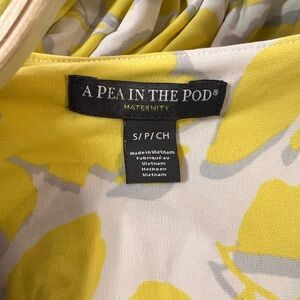 A PEA IN THE POD®
MATERNITY
S/P/CH
Made in Vietnam
Fabriqué au
Vietnam
Hecho en
Vietnam